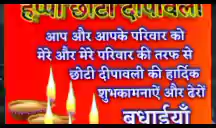 हैप्पी छोटी दीपावली!
आप और आपके परिवार को
मेरे और मेरे परिवार की तरफ से
छोटी दीपावली की हार्दिक
शुभकामनाऐं और ढेरों
बधाईयाँ